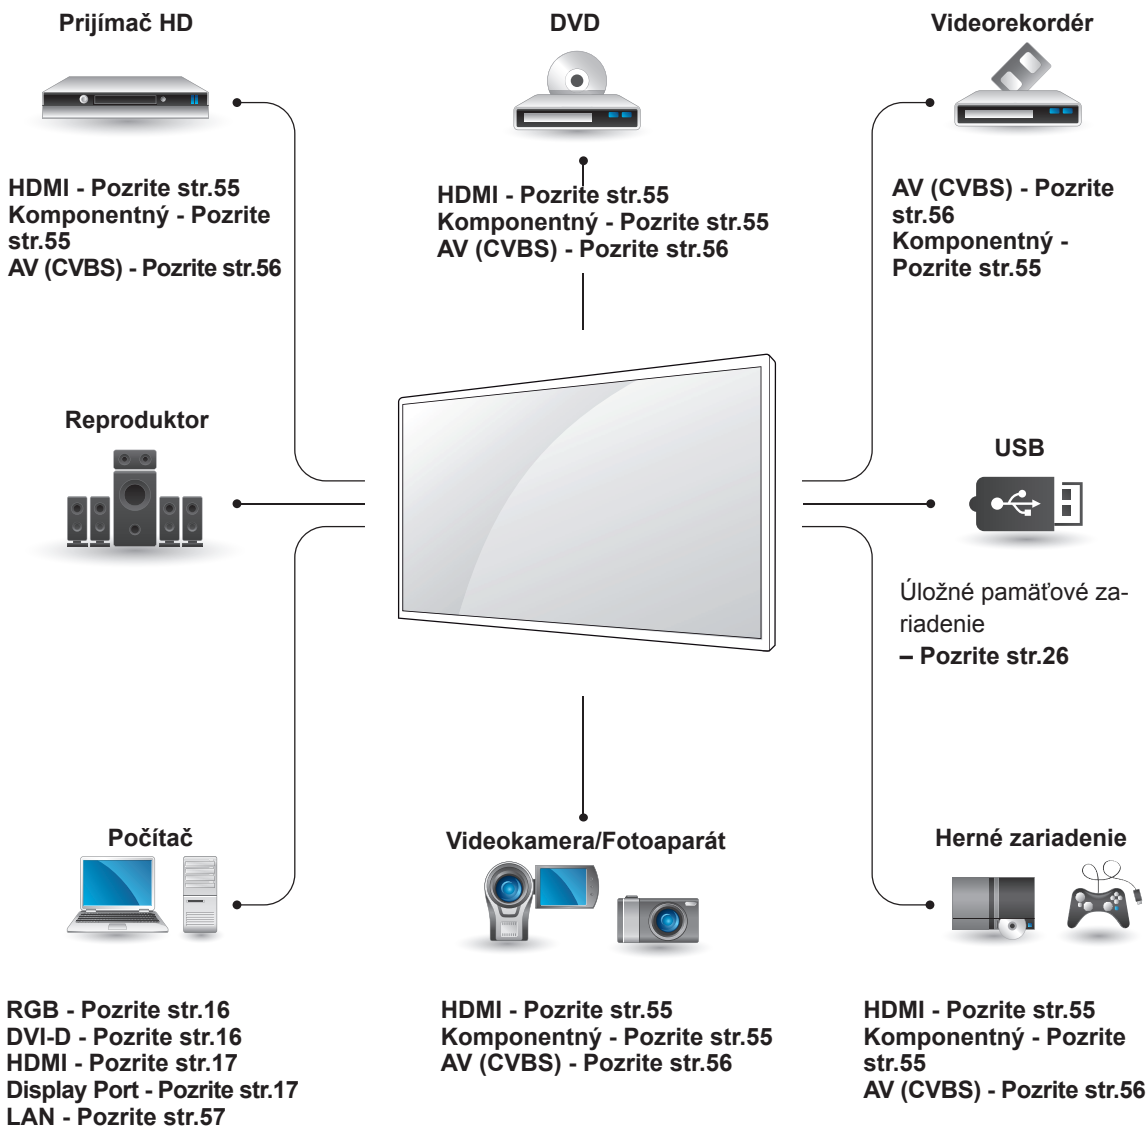 Prijímač HD
HDMI - Pozrite str.55
Komponentný - Pozrite
str.55
AV (CVBS) - Pozrite str.56
DVD
HDMI - Pozrite str.55
Komponentný - Pozrite str.55
AV (CVBS) - Pozrite str.56
Videorekordér
AV (CVBS) - Pozrite
str.56
Komponentný -
Pozrite str.55
Reproduktor
USB
Úložné pamäťové za-
riadenie
– Pozrite str.26
Počítač
RGB - Pozrite str.16
DVI-D - Pozrite str.16
HDMI - Pozrite str.17
Display Port - Pozrite str.17
LAN - Pozrite str.57
Videokamera/Fotoaparát
HDMI - Pozrite str.55
Komponentný - Pozrite str.55
AV (CVBS) - Pozrite str.56
Herné zariadenie
HDMI - Pozrite str.55
Komponentný - Pozrite
str.55
AV (CVBS) - Pozrite str.56